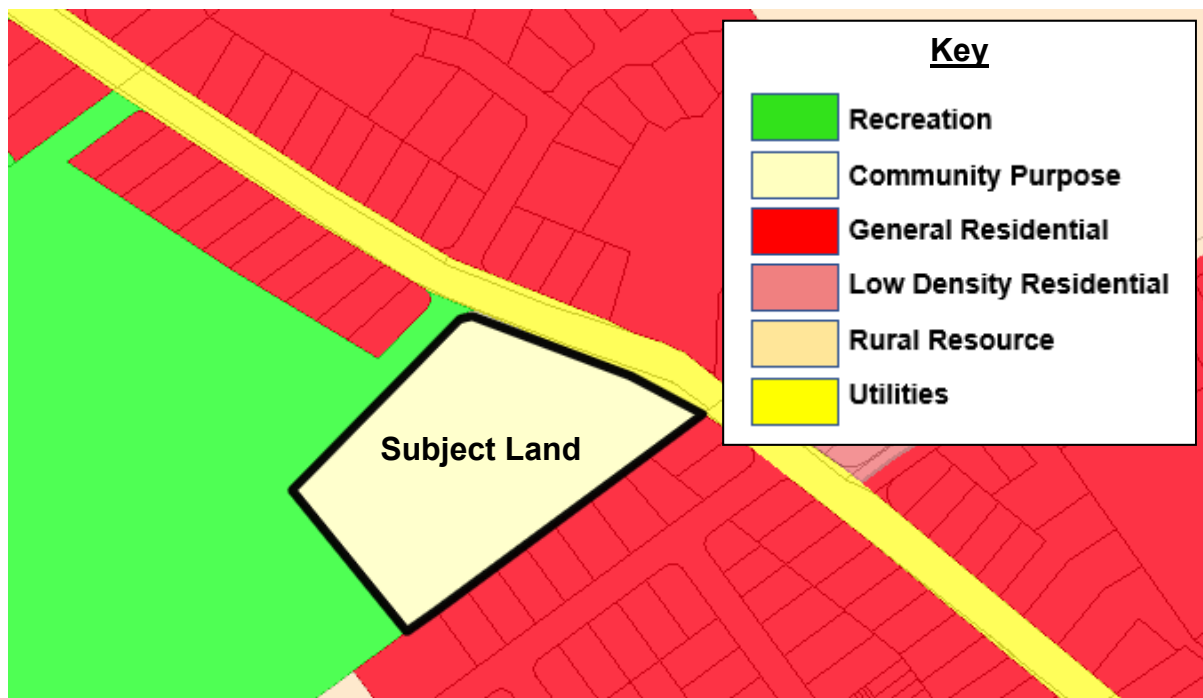 Key
Recreation
Community Purpose
General Residential
Low Density Residential
Rural Resource
Utilities
Subject Land